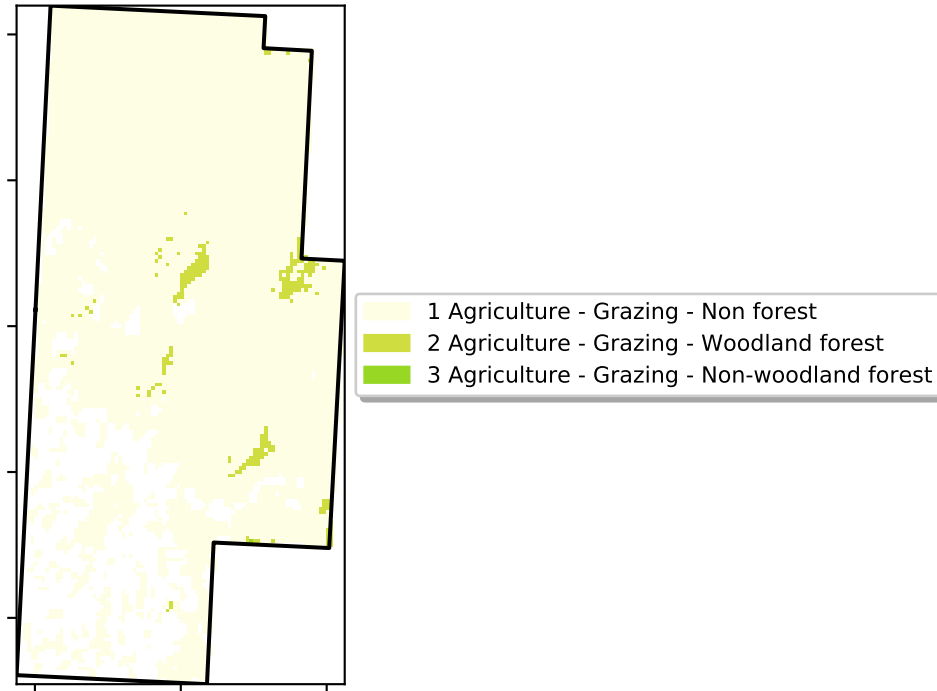 1 Agriculture - Grazing - Non forest
2 Agriculture - Grazing - Woodland forest
3 Agriculture - Grazing - Non-woodland forest